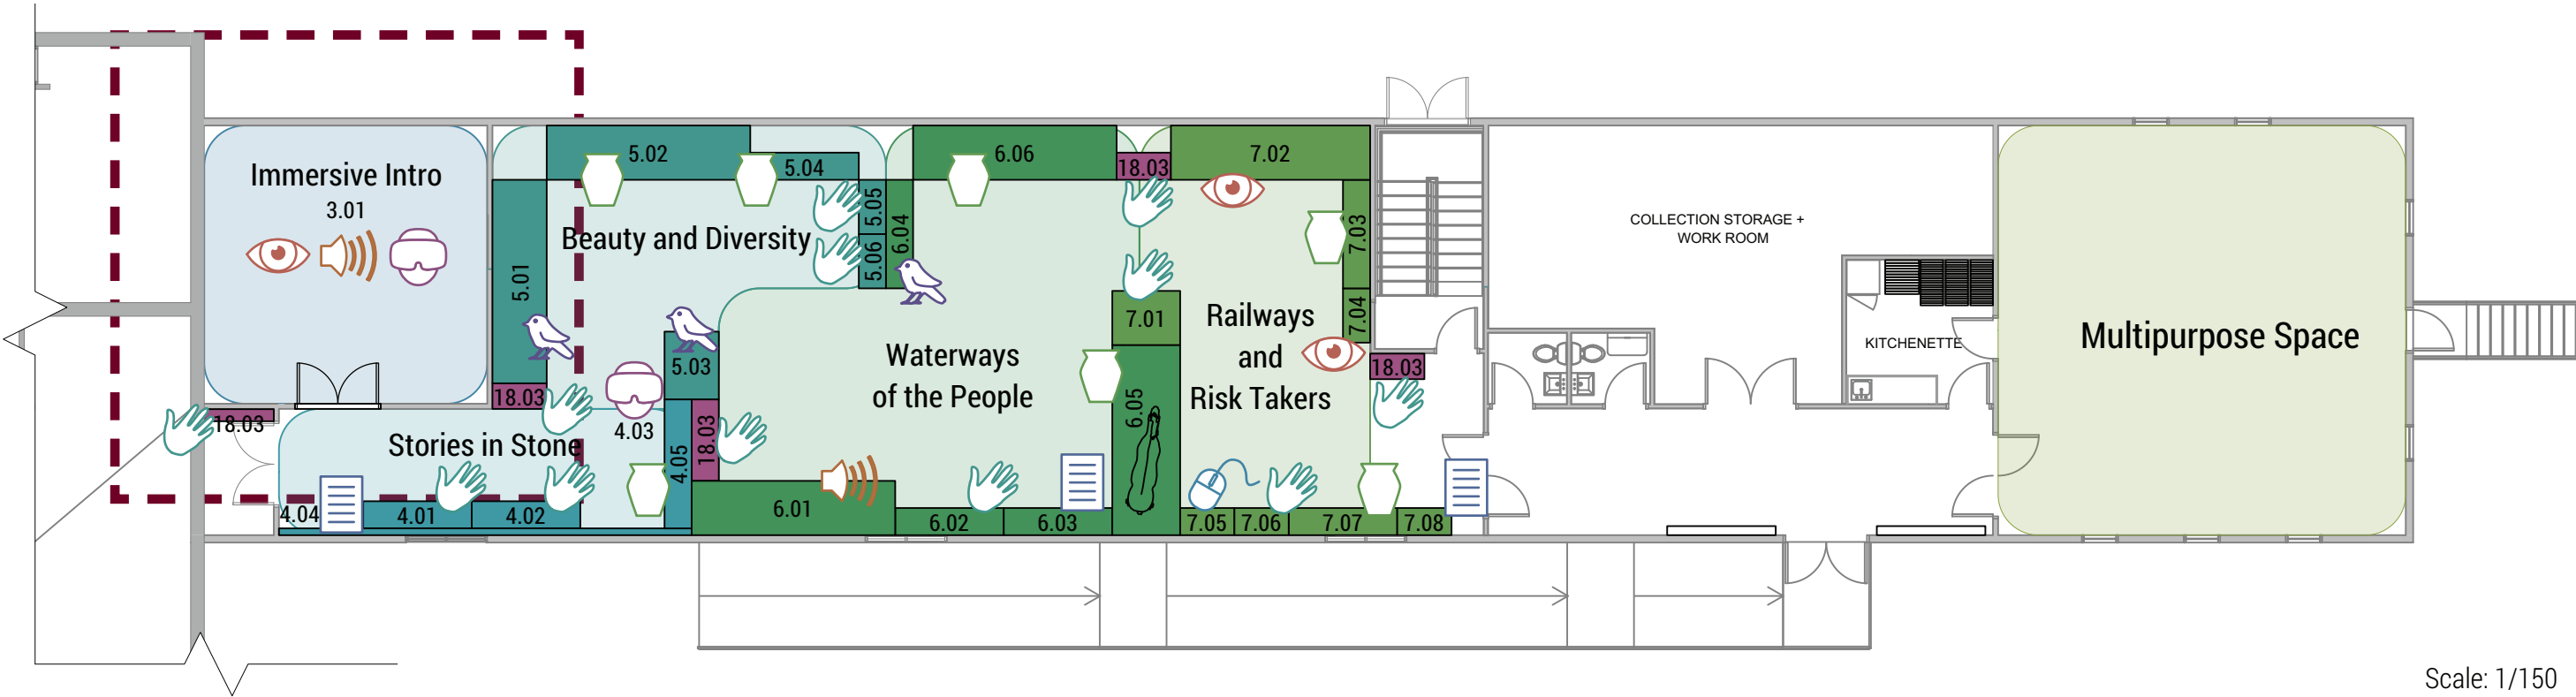 Immersive Intro
3.01
5.02
5.04
6.06
18.03
7.02
5.01
Beauty and Diversity
5.05
5.06
6.04
7.03
7.04
COLLECTION STORAGE +
WORK ROOM
KITCHENETTE
Multipurpose Space
5.03
7.01
Railways
and
Risk Takers
Waterways
of the People
18.03
18.03
18.03
18.03
4.03
4.05
6.05
Stories in Stone
4.04
4.01
4.02
6.01
6.02
6.03
7.05
7.06
7.07
7.08
Scale: 1/150